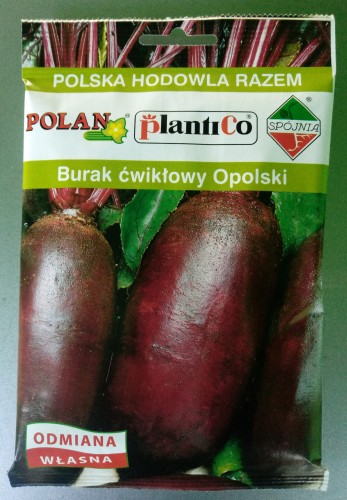 POLSKA HODOWLA RAZEM
POLAN ® PlantiCo ® SPÓJNIA ®
Burak ćwikłowy Opolski
ODMIANA
WŁASNA